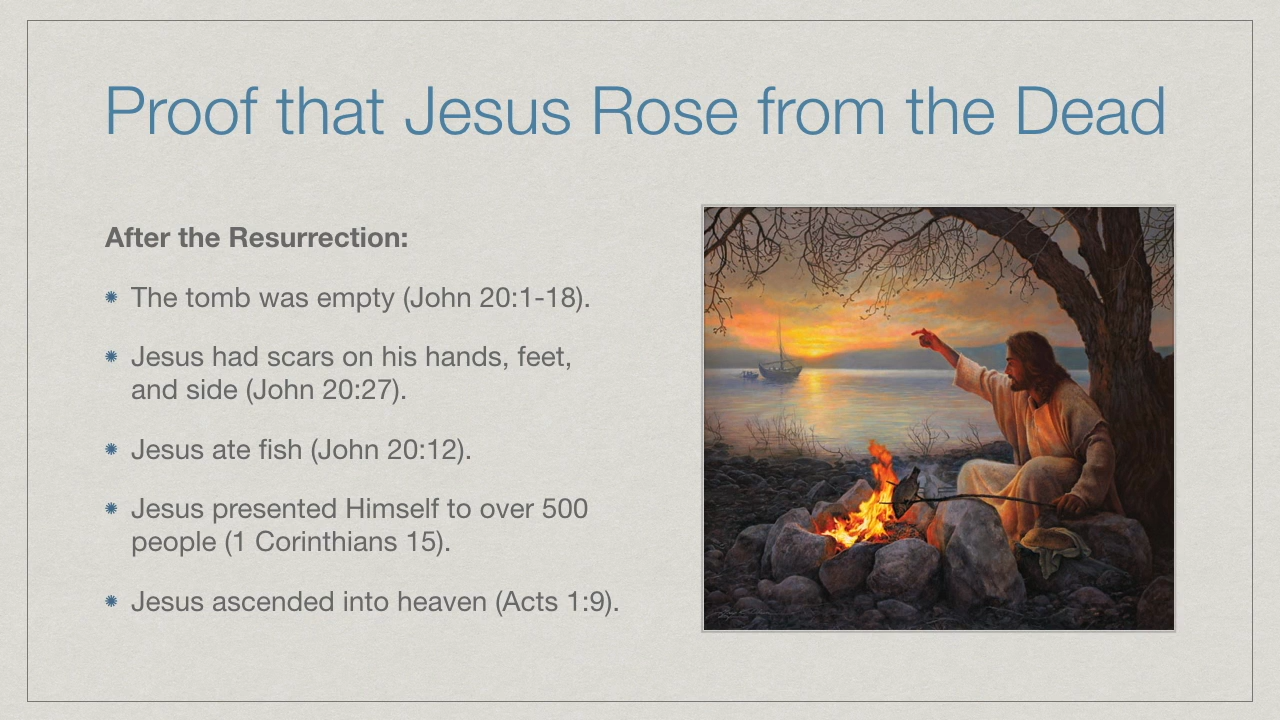 Proof that Jesus Rose from the Dead
After the Resurrection:
The tomb was empty (John 20:1-18).
Jesus had scars on his hands, feet,
and side (John 20:27).
Jesus ate fish (John 20:12).
Jesus presented Himself to over 500
people (1 Corinthians 15).
Jesus ascended into heaven (Acts 1:9).